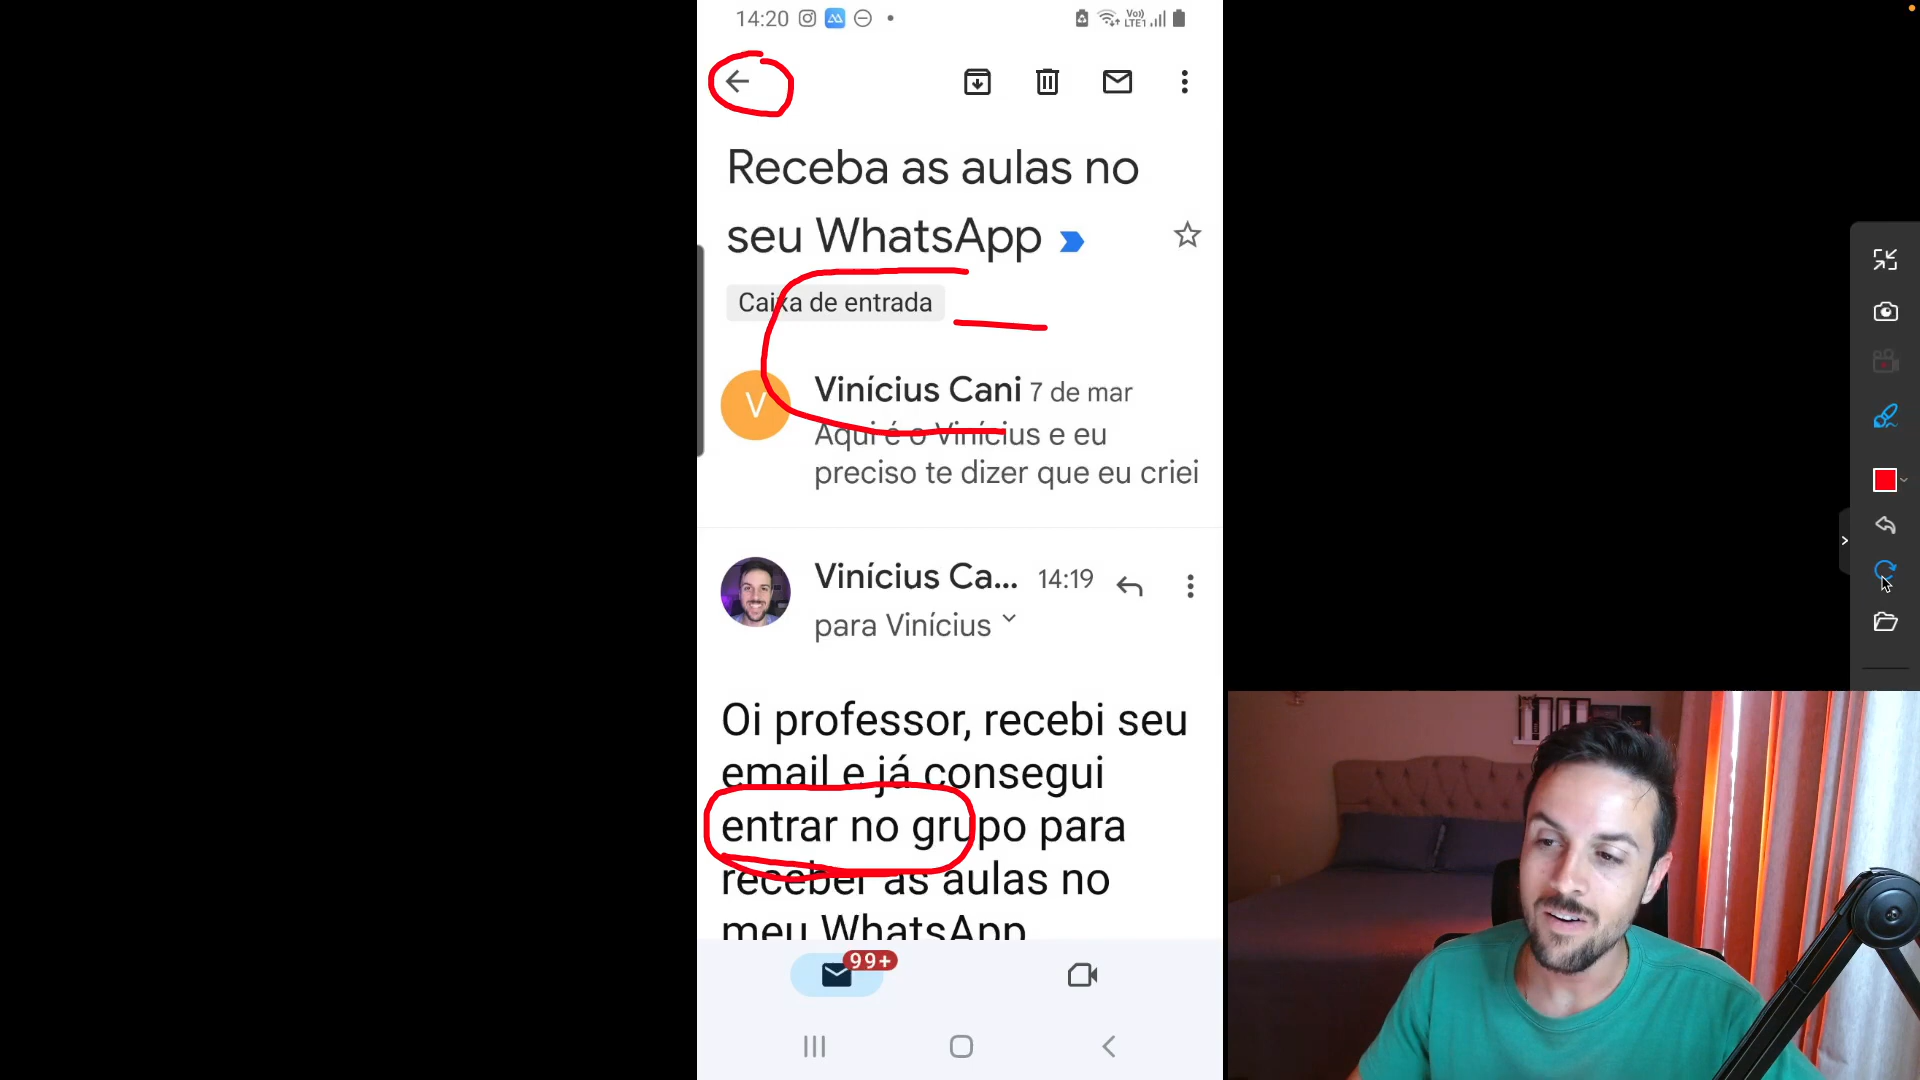 14:20
Vo))
LTE1
Receba as aulas no
seu WhatsApp
Caixa de entrada
V
Vinícius Cani 7 de mar
Aqui é o Vinícius e eu
preciso te dizer que eu criei
Vinícius Ca... 14:19
para Vinícius
Oi professor, recebi seu
email e já consegui
entrar no grupo para
receber as aulas no
meu WhatsApp
99+